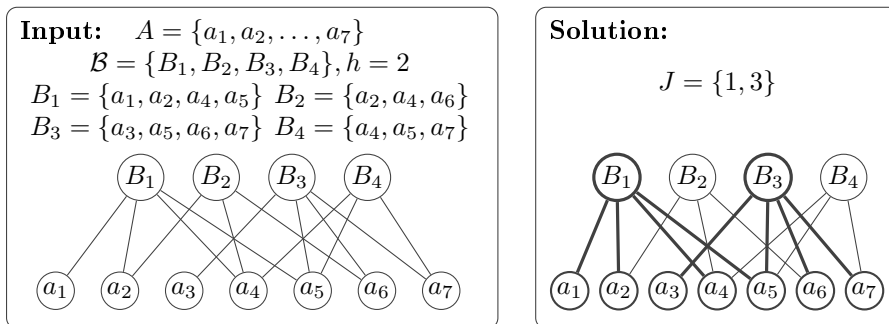 Input: A = {a₁, a₂, . . . , a₇}
𝓑 = {B₁, B₂, B₃, B₄}, h = 2
B₁ = {a₁, a₂, a₄, a₅} B₂ = {a₂, a₄, a₆}
B₃ = {a₃, a₅, a₆, a₇} B₄ = {a₄, a₅, a₇}
B₁ B₂ B₃ B₄
a₁ a₂ a₃ a₄ a₅ a₆ a₇
Solution:
J = {1, 3}
B₁ B₂ B₃ B₄
a₁ a₂ a₃ a₄ a₅ a₆ a₇